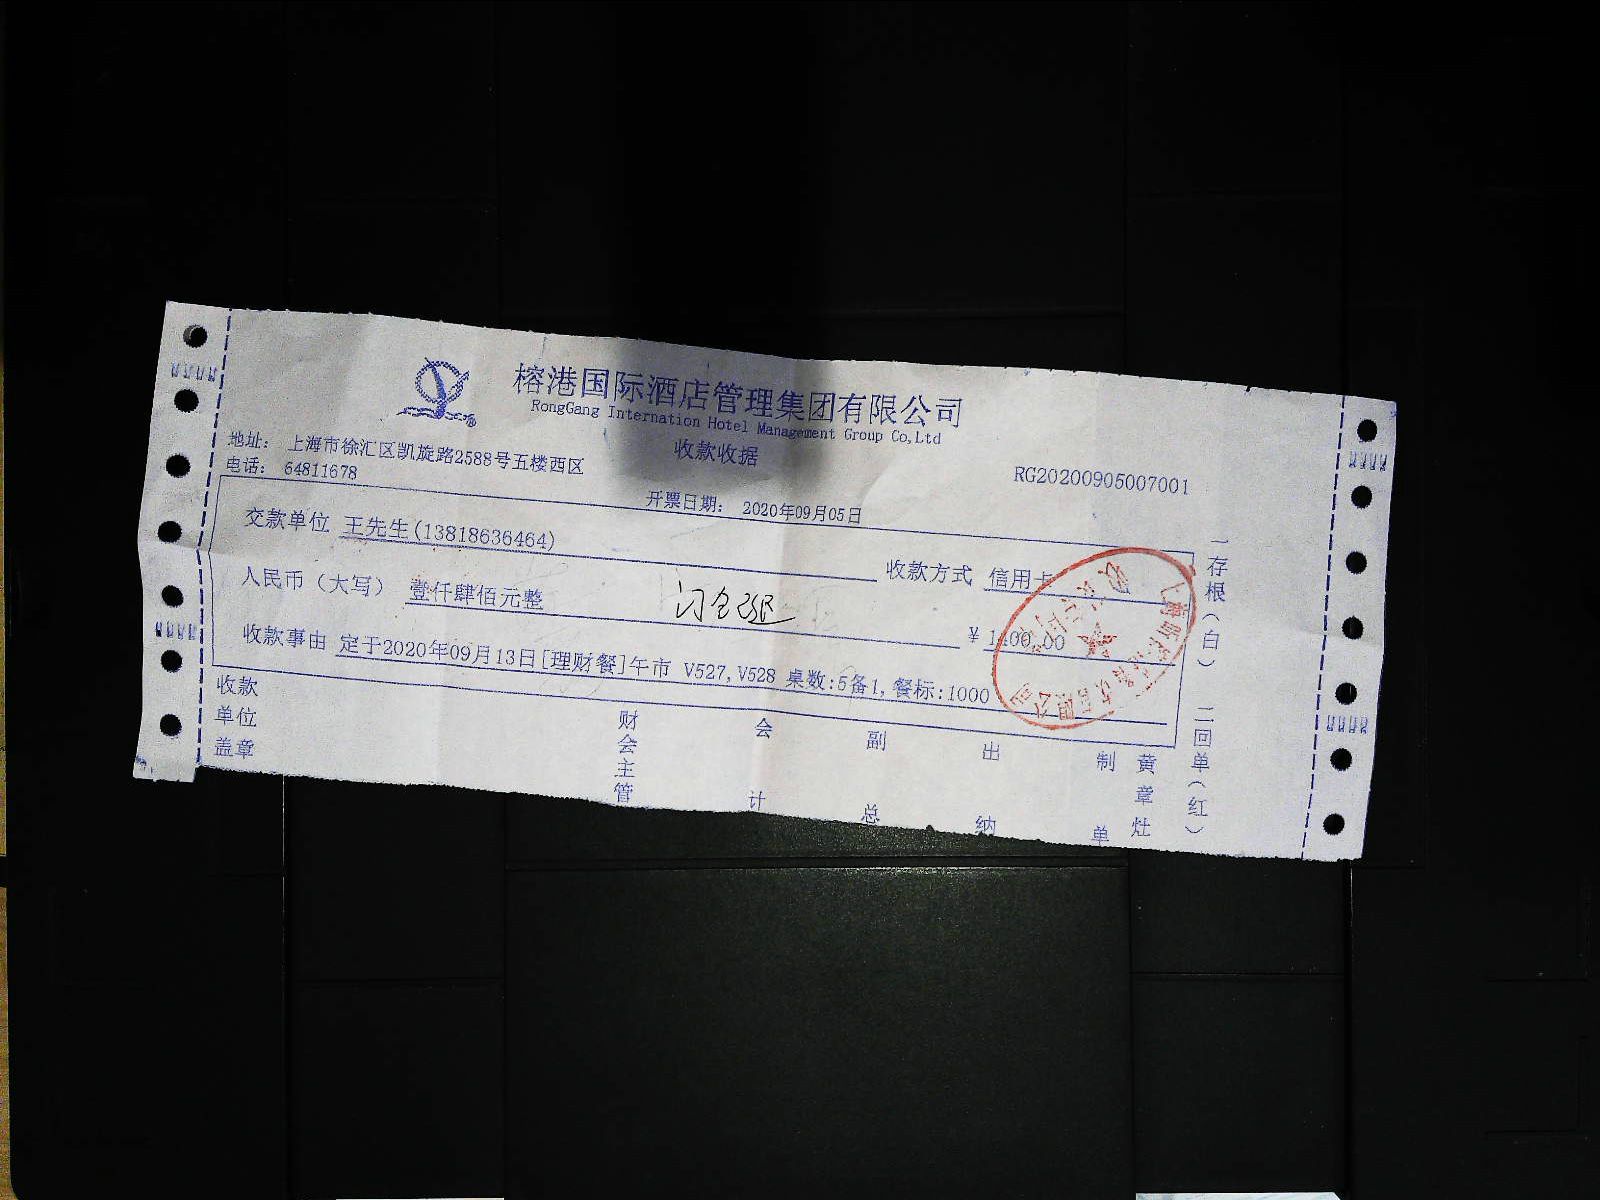 榕港国际酒店管理集团有限公司
RongGang Internation Hotel Management Group Co,Ltd
收款收据
地址： 上海市徐汇区凯旋路2588号五楼西区
电话： 64811678
RG20200905007001
开票日期： 2020年09月05日
交款单位 王先生(13818636464)
收款方式 信用卡
人民币（大写） 壹仟肆佰元整
￥ 1400.00
收款事由 定于2020年09月13日[理财餐]午市 V527,V528 桌数:5备1,餐标:1000
收款单位盖章
财会主管
会计
副总
出纳
制单
黄章灶
一存根（白） 二回单（红）